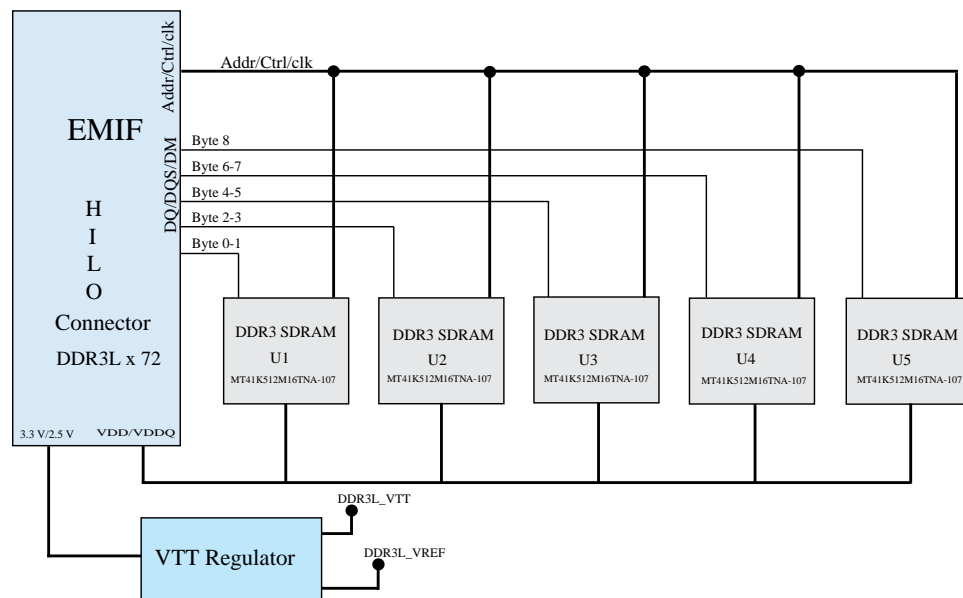 Addr/Ctrl/clk
Addr/Ctrl/clk
EMIF
DQ/DQS/DM
Byte 8
Byte 6-7
Byte 4-5
Byte 2-3
Byte 0-1
H
I
L
O
Connector
DDR3L x 72
3.3 V/2.5 V
VDD/VDDQ
DDR3 SDRAM
U1
MT41K512M16TNA-107
DDR3 SDRAM
U2
MT41K512M16TNA-107
DDR3 SDRAM
U3
MT41K512M16TNA-107
DDR3 SDRAM
U4
MT41K512M16TNA-107
DDR3 SDRAM
U5
MT41K512M16TNA-107
DDR3L_VTT
VTT Regulator
DDR3L_VREF